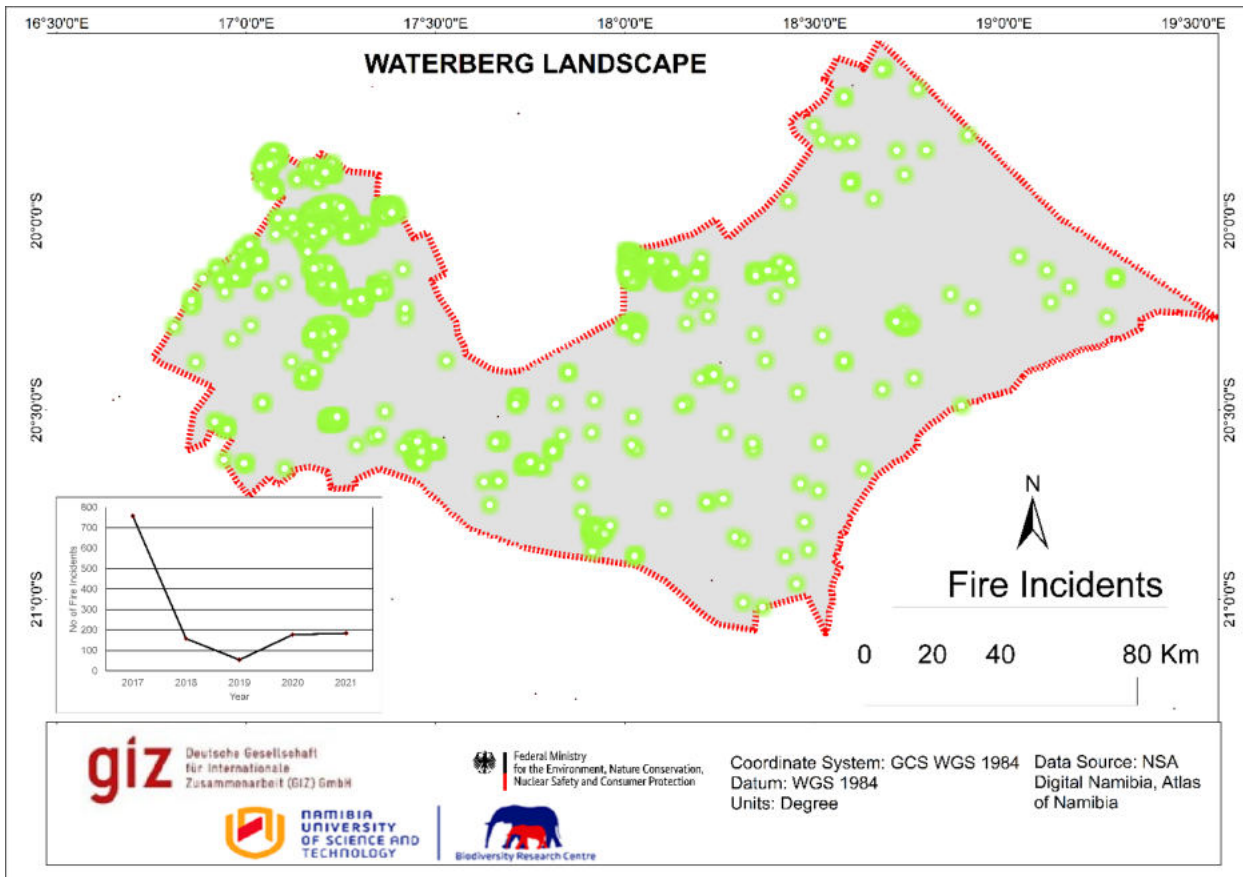 16°30'0"E 17°0'0"E 17°30'0"E 18°0'0"E 18°30'0"E 19°0'0"E 19°30'0"E
WATERBERG LANDSCAPE
20°0'0"S 20°0'0"S
20°30'0"S 20°30'0"S
21°0'0"S 21°0'0"S
N
Fire Incidents
0 20 40 80 Km
No of Fire Incidents
800
700
600
500
400
300
200
100
0
2017 2018 2019 2020 2021
Year
giz
Deutsche Gesellschaft
für Internationale
Zusammenarbeit (GIZ) GmbH
Federal Ministry
for the Environment, Nature Conservation,
Nuclear Safety and Consumer Protection
NAMIBIA
UNIVERSITY
OF SCIENCE AND
TECHNOLOGY
Biodiversity Research Centre
Coordinate System: GCS WGS 1984
Datum: WGS 1984
Units: Degree
Data Source: NSA
Digital Namibia, Atlas
of Namibia